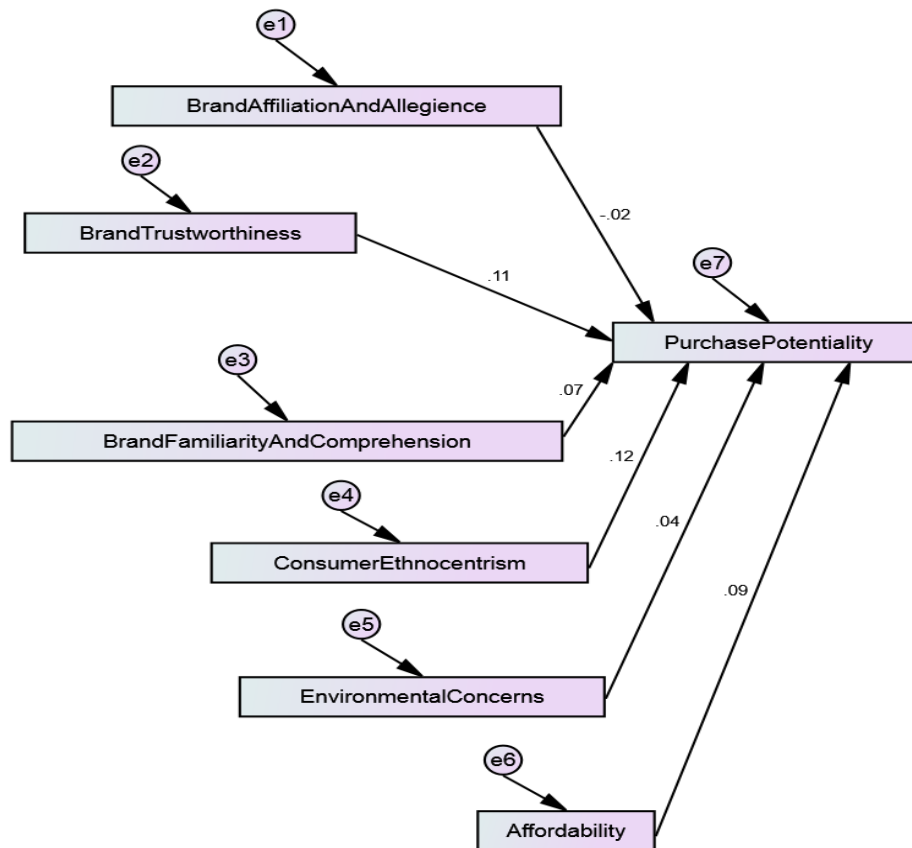 e1
BrandAffiliationAndAllegience
e2
BrandTrustworthiness
-.02
e7
.11
PurchasePotentiality
e3
.07
BrandFamiliarityAndComprehension
.12
e4
ConsumerEthnocentrism
.04
e5
.09
EnvironmentalConcerns
e6
Affordability